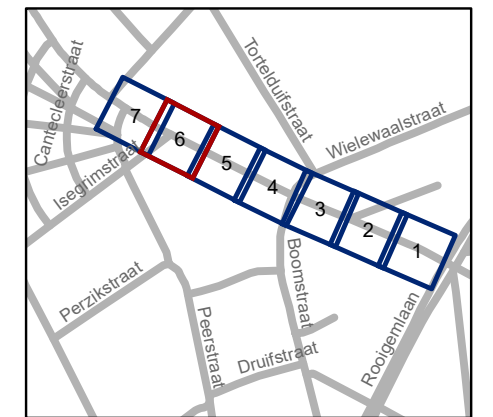 Cantecleerstraat
Tortelduifstraat
Wielewaalstraat
7
6
5
4
3
2
1
Isegrimstraat
Perzikstraat
Peerstraat
Boomstraat
Druifstraat
Rooigemlaan